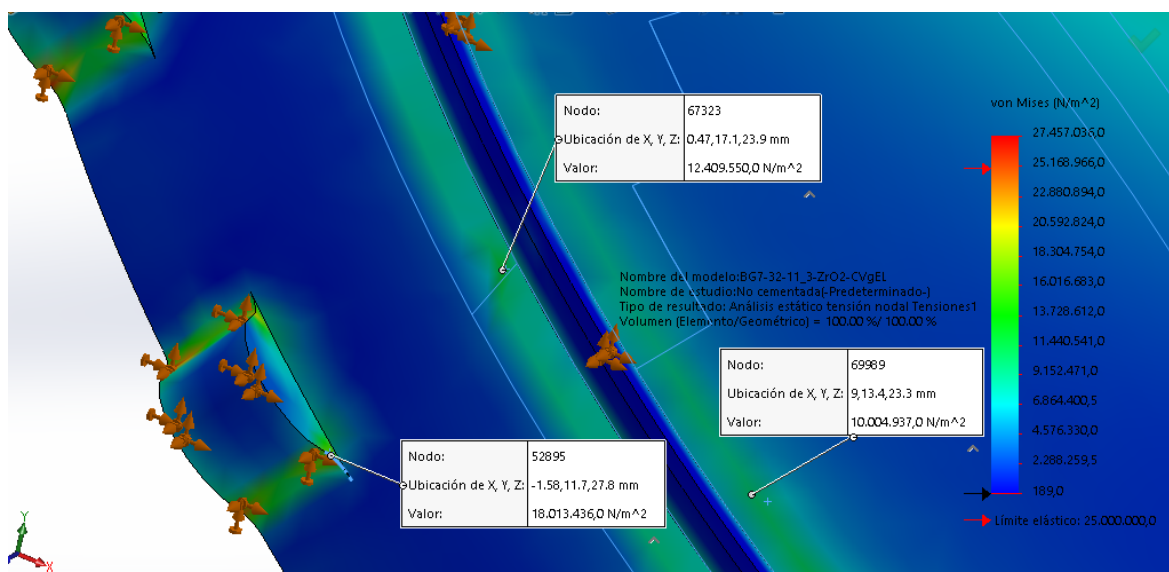 Nodo: 67323
Ubicación de X, Y, Z: 0.47,17.1,23.9 mm
Valor: 12.409.550,0 N/m^2
von Mises (N/m^2)
27.457.036,0
25.168.966,0
22.880.894,0
20.592.824,0
18.304.754,0
16.016.683,0
13.728.612,0
11.440.541,0
9.152.471,0
6.864.400,5
4.576.330,0
2.288.259,5
189,0
Límite elástico: 25.000.000,0
Nombre del modelo:BG7-32-11_3-ZrO2-CVgEL
Nombre de estudio:No cementada(-Predeterminado-)
Tipo de resultado: Análisis estático tensión nodal Tensiones1
Volumen (Elemento/Geométrico) = 100.00 %/ 100.00 %
Nodo: 69989
Ubicación de X, Y, Z: 9,13.4,23.3 mm
Valor: 10.004.937,0 N/m^2
Nodo: 52895
Ubicación de X, Y, Z: -1.58,11.7,27.8 mm
Valor: 18.013.436,0 N/m^2
Y
X